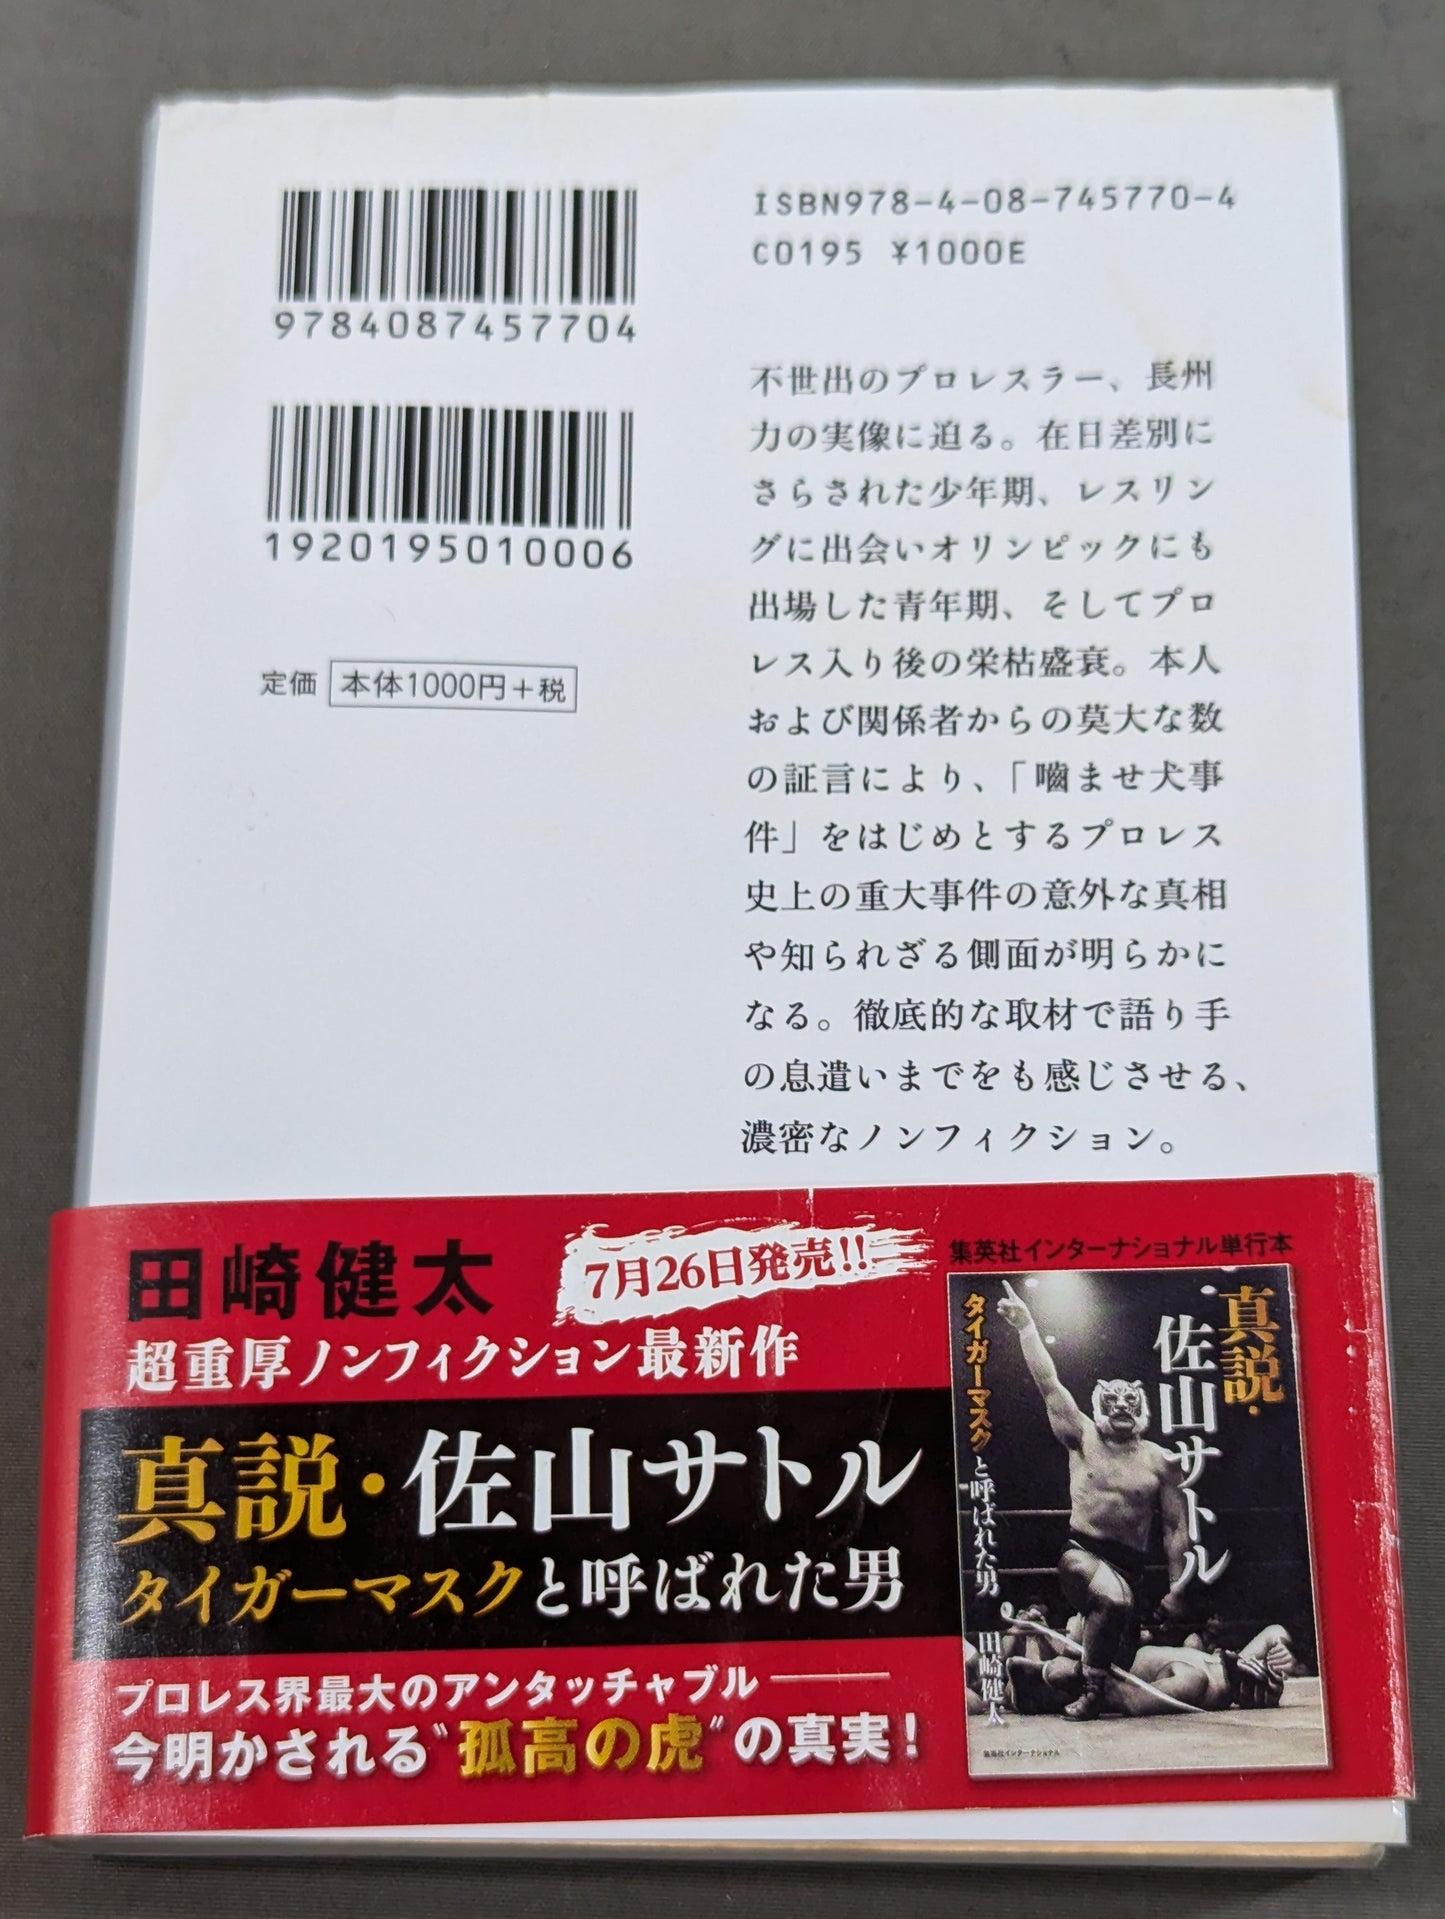 9784087457704
1920195010006
定価 本体1000円+税
ISBN978-4-08-745770-4
C0195 ¥1000E
不世出のプロレスラー、長州
力の実像に迫る。在日差別に
さらされた少年期、レスリン
グに出会いオリンピックにも
出場した青年期、そしてプロ
レス入り後の栄枯盛衰。本人
および関係者からの莫大な数
の証言により、「嚙ませ犬事
件」をはじめとするプロレス
史上の重大事件の意外な真相
や知られざる側面が明らかに
なる。徹底的な取材で語り手
の息遣いまでをも感じさせる、
濃密なノンフィクション。
田崎健太
7月26日発売!!
超重厚ノンフィクション最新作
真説・佐山サトル
タイガーマスクと呼ばれた男
プロレス界最大のアンタッチャブル――
今明かされる"孤高の虎"の真実!
集英社インターナショナル単行本
真説・
佐山サトル
タイガーマスクと呼ばれた男
田崎健太
集英社インターナショナル